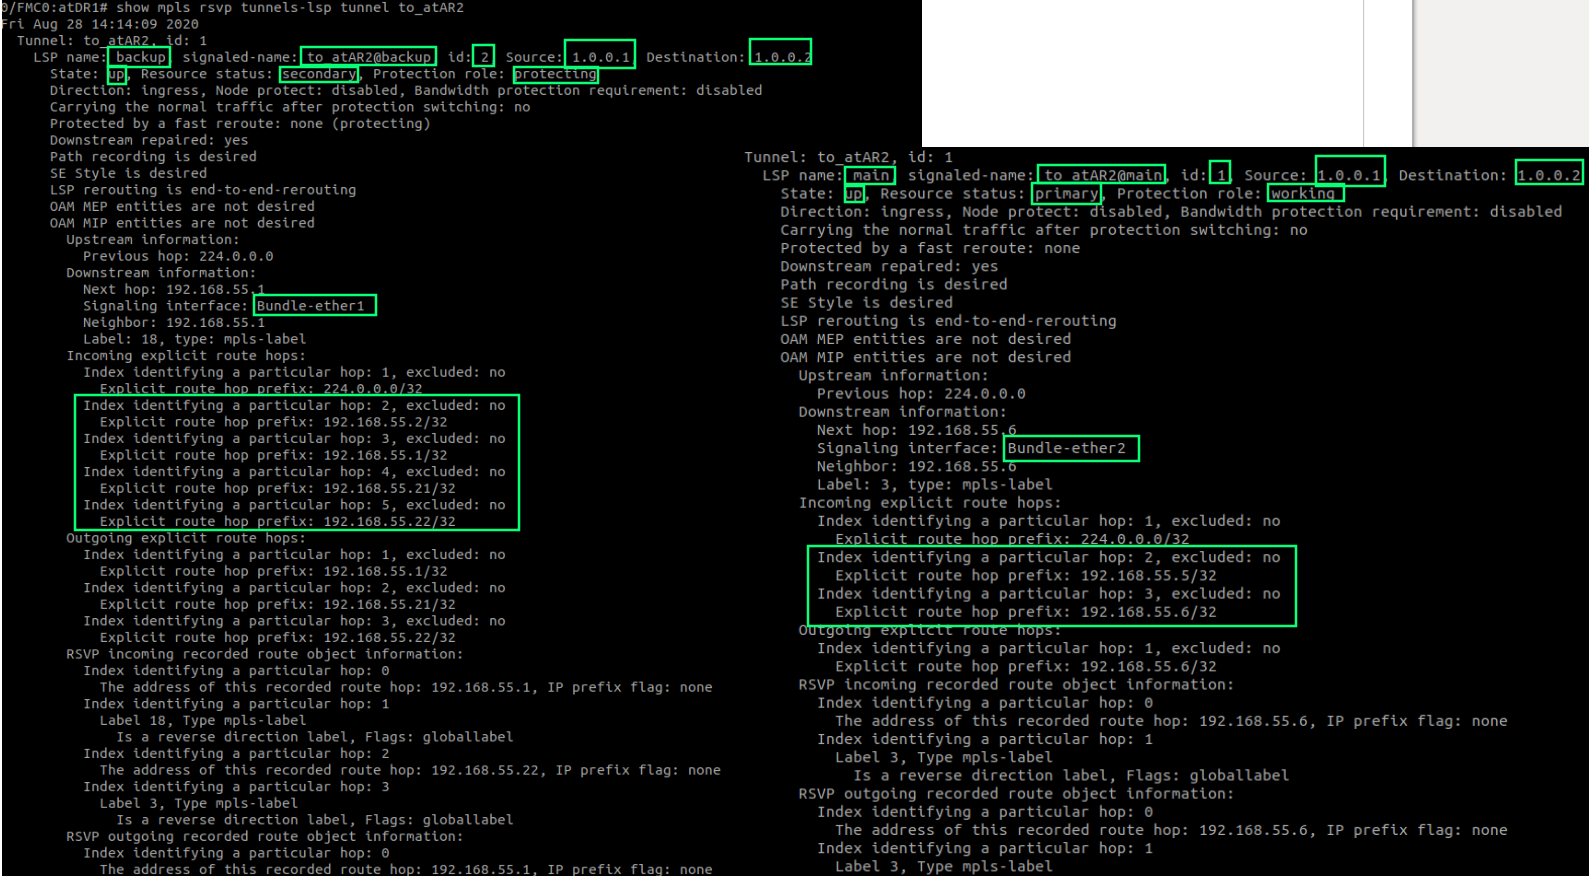 0/FMC0:atDR1# show mpls rsvp tunnels-lsp tunnel to_atAR2
Fri Aug 28 14:14:09 2020
Tunnel: to_atAR2, id: 1
LSP name: backup, signaled-name: to_atAR2@backup, id: 2, Source: 1.0.0.1, Destination: 1.0.0.2
State: up, Resource status: secondary, Protection role: protecting
Direction: ingress, Node protect: disabled, Bandwidth protection requirement: disabled
Carrying the normal traffic after protection switching: no
Protected by a fast reroute: none (protecting)
Downstream repaired: yes
Path recording is desired
SE Style is desired
LSP rerouting is end-to-end-rerouting
OAM MEP entities are not desired
OAM MIP entities are not desired
Upstream information:
Previous hop: 224.0.0.0
Downstream information:
Next hop: 192.168.55.1
Signaling interface: Bundle-ether1
Neighbor: 192.168.55.1
Label: 18, type: mpls-label
Incoming explicit route hops:
Index identifying a particular hop: 1, excluded: no
Explicit route hop prefix: 224.0.0.0/32
Index identifying a particular hop: 2, excluded: no
Explicit route hop prefix: 192.168.55.2/32
Index identifying a particular hop: 3, excluded: no
Explicit route hop prefix: 192.168.55.1/32
Index identifying a particular hop: 4, excluded: no
Explicit route hop prefix: 192.168.55.21/32
Index identifying a particular hop: 5, excluded: no
Explicit route hop prefix: 192.168.55.22/32
Outgoing explicit route hops:
Index identifying a particular hop: 1, excluded: no
Explicit route hop prefix: 192.168.55.1/32
Index identifying a particular hop: 2, excluded: no
Explicit route hop prefix: 192.168.55.21/32
Index identifying a particular hop: 3, excluded: no
Explicit route hop prefix: 192.168.55.22/32
RSVP incoming recorded route object information:
Index identifying a particular hop: 0
The address of this recorded route hop: 192.168.55.1, IP prefix flag: none
Index identifying a particular hop: 1
Label 18, Type mpls-label
Is a reverse direction label, Flags: globallabel
Index identifying a particular hop: 2
The address of this recorded route hop: 192.168.55.22, IP prefix flag: none
Index identifying a particular hop: 3
Label 3, Type mpls-label
Is a reverse direction label, Flags: globallabel
RSVP outgoing recorded route object information:
Index identifying a particular hop: 0
The address of this recorded route hop: 192.168.55.1, IP prefix flag: none
Tunnel: to_atAR2, id: 1
LSP name: main, signaled-name: to_atAR2@main, id: 1, Source: 1.0.0.1, Destination: 1.0.0.2
State: up, Resource status: primary, Protection role: working
Direction: ingress, Node protect: disabled, Bandwidth protection requirement: disabled
Carrying the normal traffic after protection switching: no
Protected by a fast reroute: none
Downstream repaired: yes
Path recording is desired
SE Style is desired
LSP rerouting is end-to-end-rerouting
OAM MEP entities are not desired
OAM MIP entities are not desired
Upstream information:
Previous hop: 224.0.0.0
Downstream information:
Next hop: 192.168.55.6
Signaling interface: Bundle-ether2
Neighbor: 192.168.55.6
Label: 3, type: mpls-label
Incoming explicit route hops:
Index identifying a particular hop: 1, excluded: no
Explicit route hop prefix: 224.0.0.0/32
Index identifying a particular hop: 2, excluded: no
Explicit route hop prefix: 192.168.55.5/32
Index identifying a particular hop: 3, excluded: no
Explicit route hop prefix: 192.168.55.6/32
Outgoing explicit route hops:
Index identifying a particular hop: 1, excluded: no
Explicit route hop prefix: 192.168.55.6/32
RSVP incoming recorded route object information:
Index identifying a particular hop: 0
The address of this recorded route hop: 192.168.55.6, IP prefix flag: none
Index identifying a particular hop: 1
Label 3, Type mpls-label
Is a reverse direction label, Flags: globallabel
RSVP outgoing recorded route object information:
Index identifying a particular hop: 0
The address of this recorded route hop: 192.168.55.6, IP prefix flag: none
Index identifying a particular hop: 1
Label 3, Type mpls-label